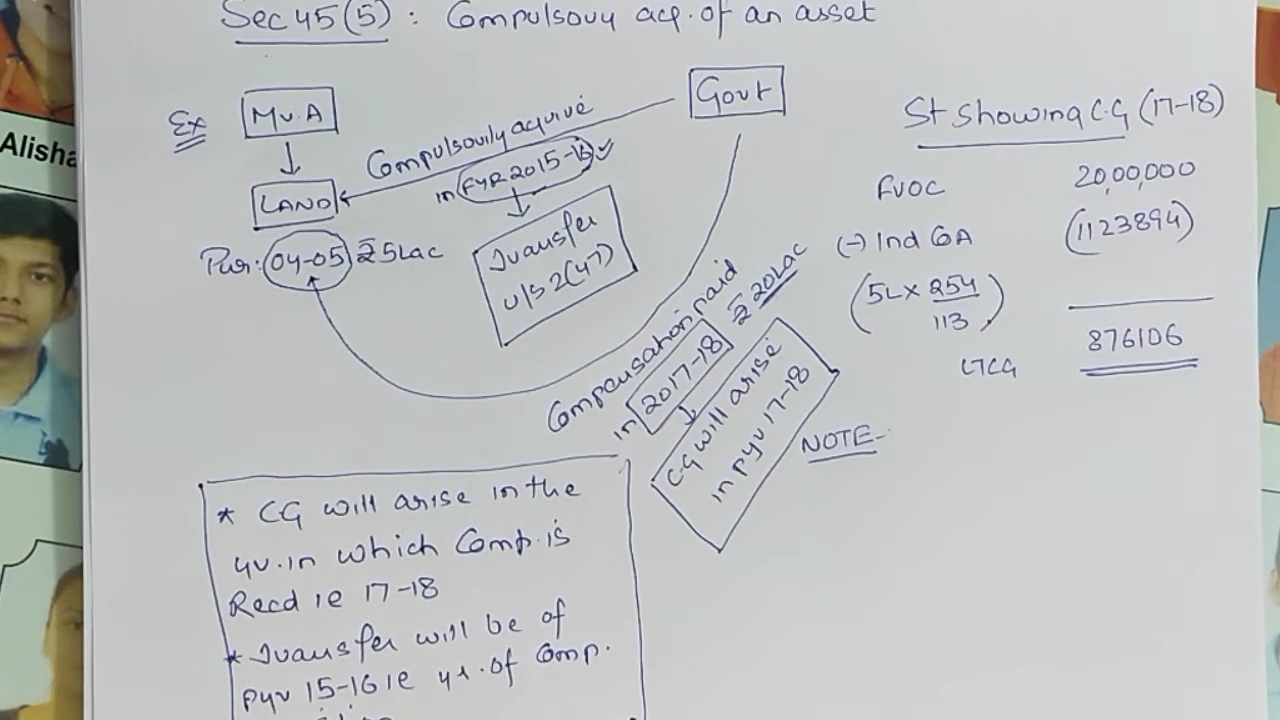 Sec 45(5) : Compulsory acq. of an asset
Ex
Mr. A
Govt
Compulsorily acquire
in FYR 2015-16
LAND
Pur: 04-05 ₹ 5Lac
Transfer
u/s 2(47)
Compensation paid
in 2017-18 ₹ 20Lac
CG will arise
in pyr 17-18
St Showing C.G (17-18)
FVOC 20,00,000
(-) Ind COA (1123894)
(5L x 254/113)
LTCG 876106
NOTE-
* CG will arise in the
yr. in which Comp. is
Recd ie 17-18
* Transfer will be of
pyr 15-16 ie yr. of Comp.
Alisha